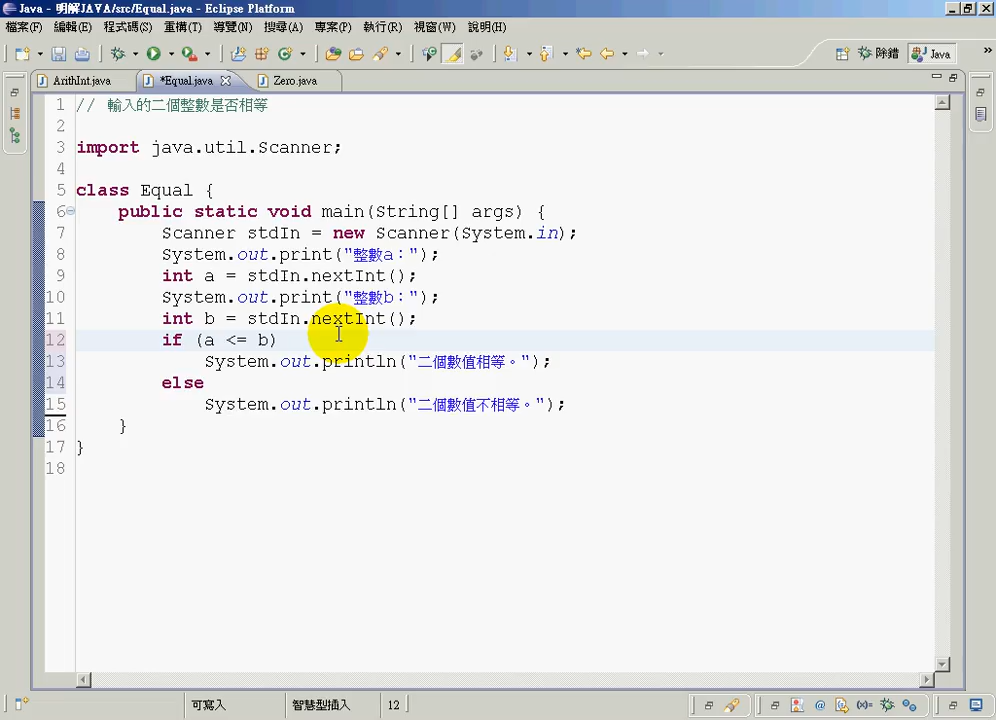 Java - 明解JAVA/src/Equal.java - Eclipse Platform
檔案(F) 編輯(E) 程式碼(S) 重構(T) 導覽(N) 搜尋(A) 專案(P) 執行(R) 視窗(W) 說明(H)
除錯 Java »
ArithInt.java *Equal.java Zero.java
1 // 輸入的二個整數是否相等
2
3 import java.util.Scanner;
4
5 class Equal {
6 public static void main(String[] args) {
7 Scanner stdIn = new Scanner(System.in);
8 System.out.print("整數a：");
9 int a = stdIn.nextInt();
10 System.out.print("整數b：");
11 int b = stdIn.nextInt();
12 if (a <= b)
13 System.out.println("二個數值相等。");
14 else
15 System.out.println("二個數值不相等。");
16 }
17 }
18
可寫入 智慧型插入 12